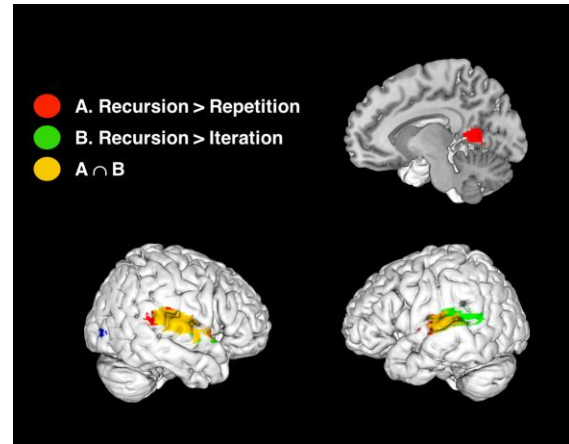 A. Recursion > Repetition
B. Recursion > Iteration
A ∩ B